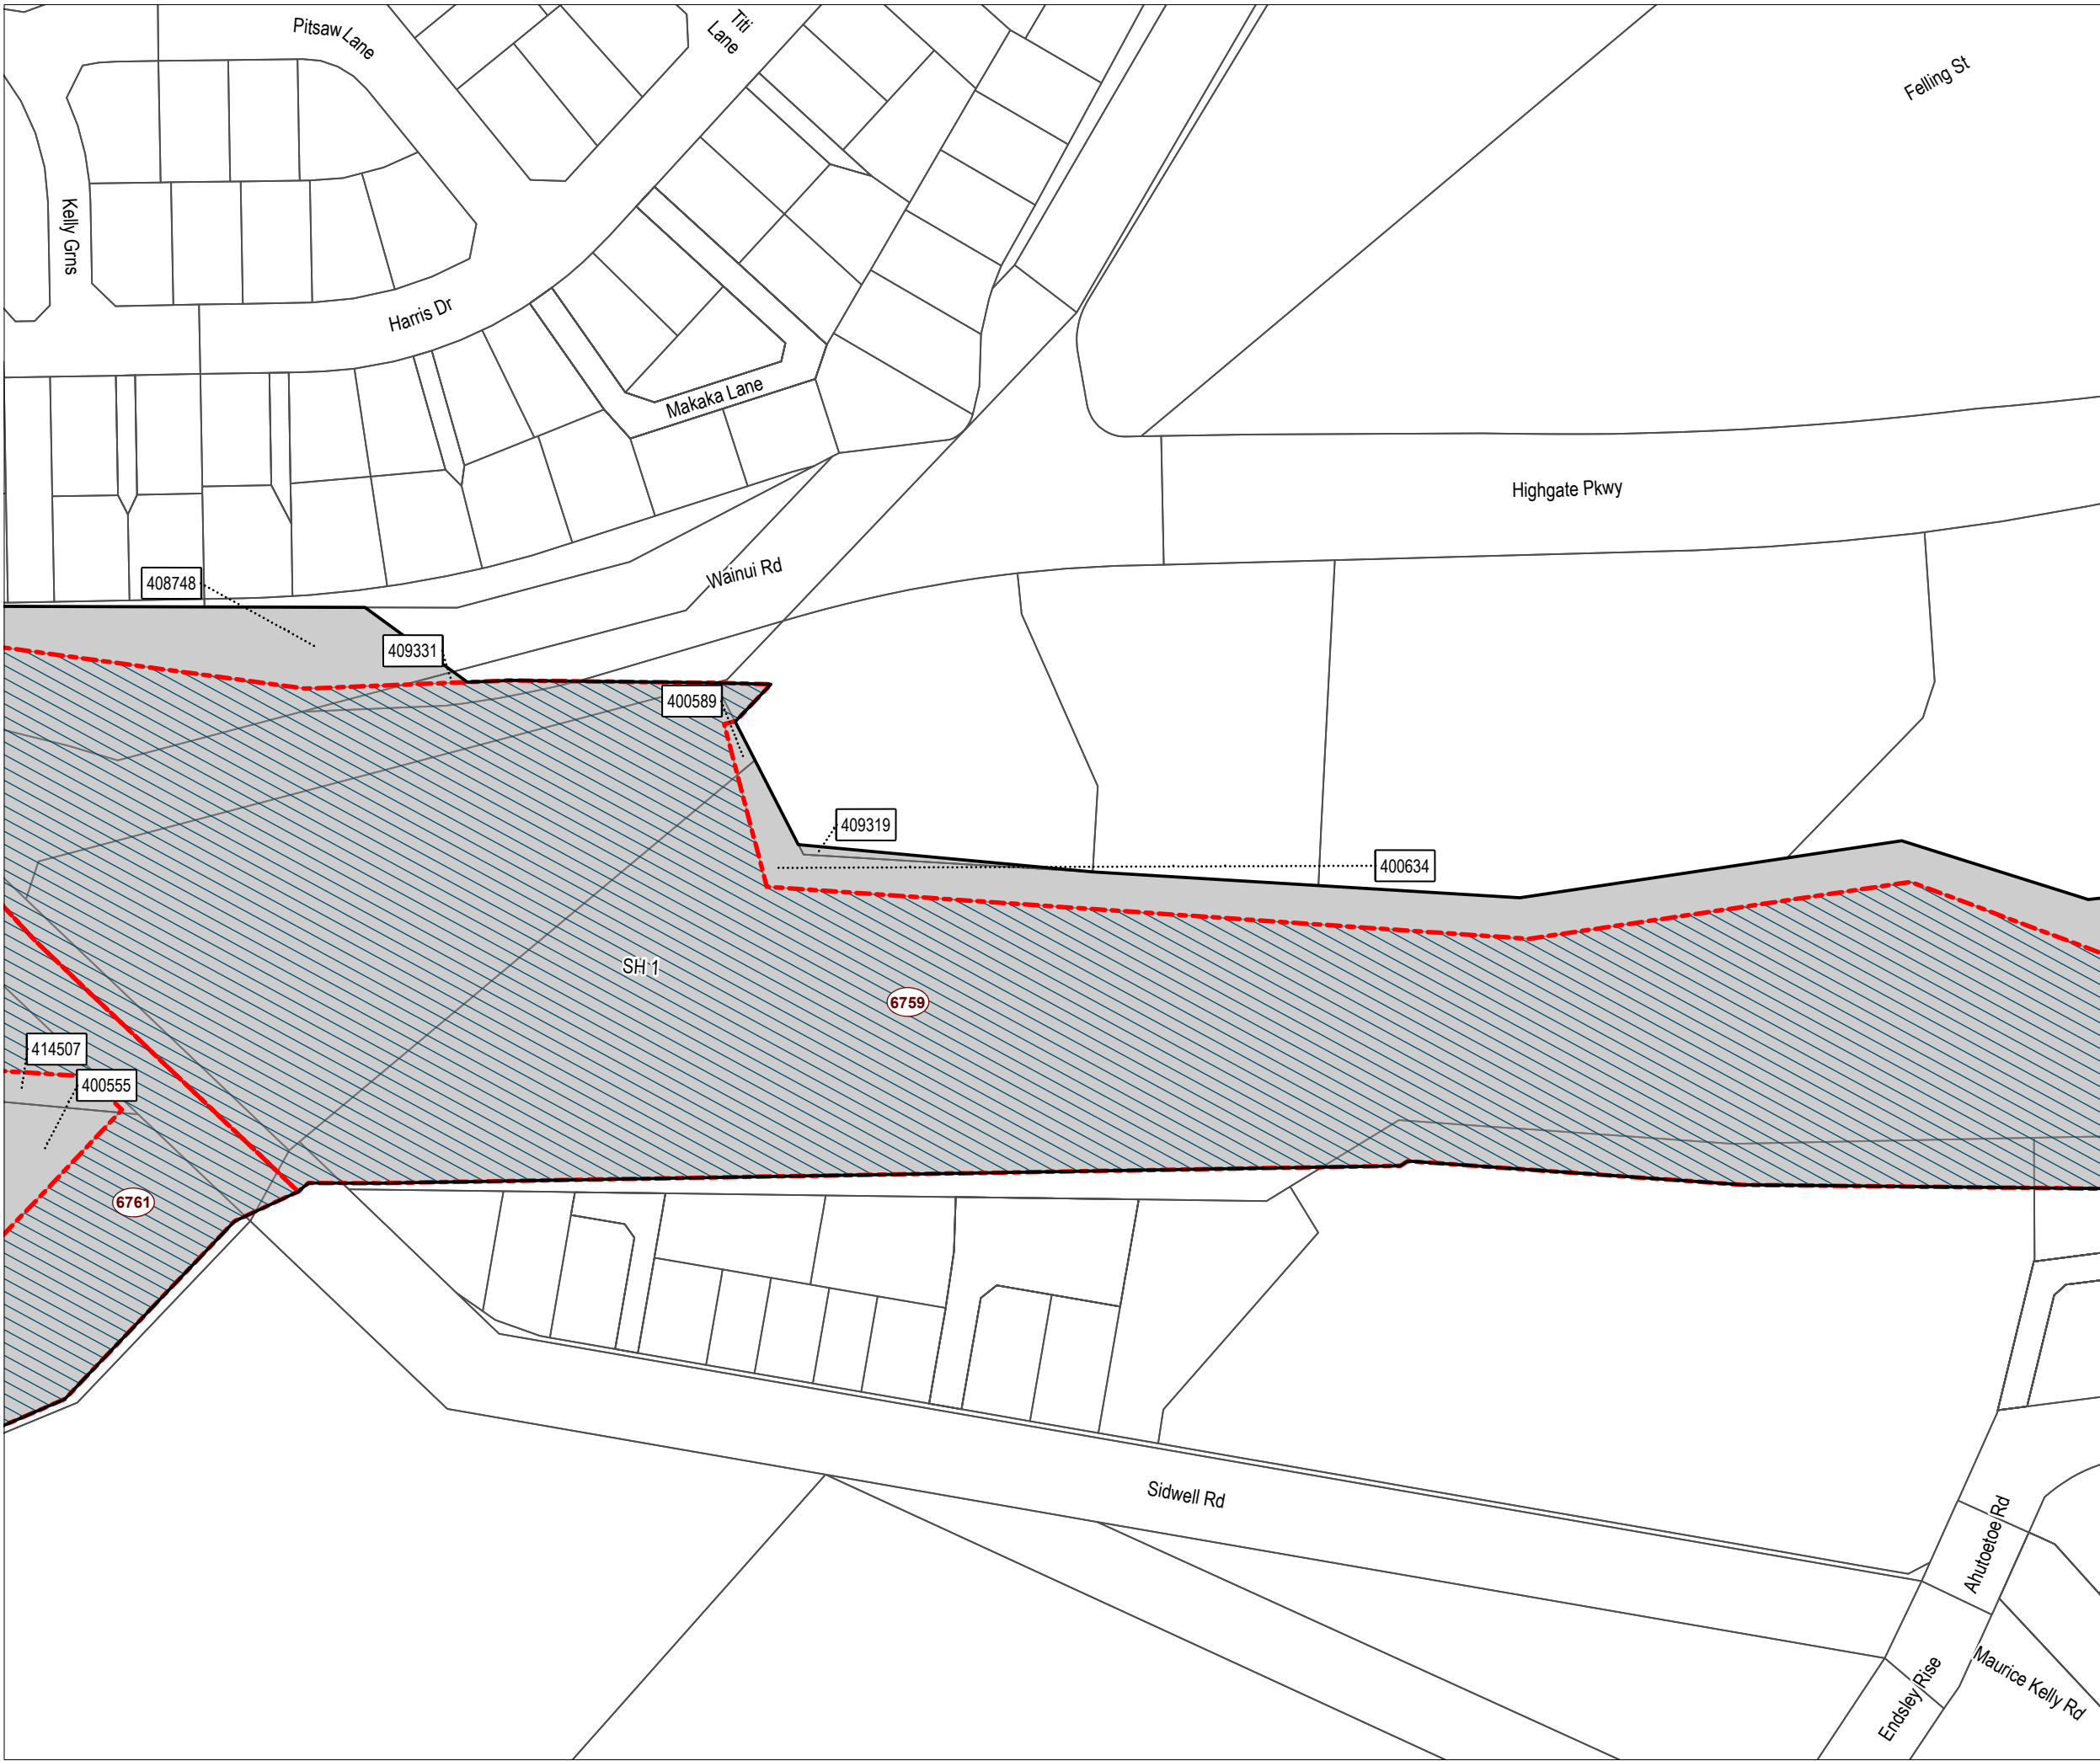 Pitsaw Lane
Titi
Lane
Felling St
Kelly Grns
Harris Dr
Makaka Lane
Highgate Pkwy
Wainui Rd
408748
409331
400589
409319
400634
SH 1
6759
414507
400555
6761
Sidwell Rd
Ahutoetoe Rd
Endsley Rise
Maurice Kelly Rd